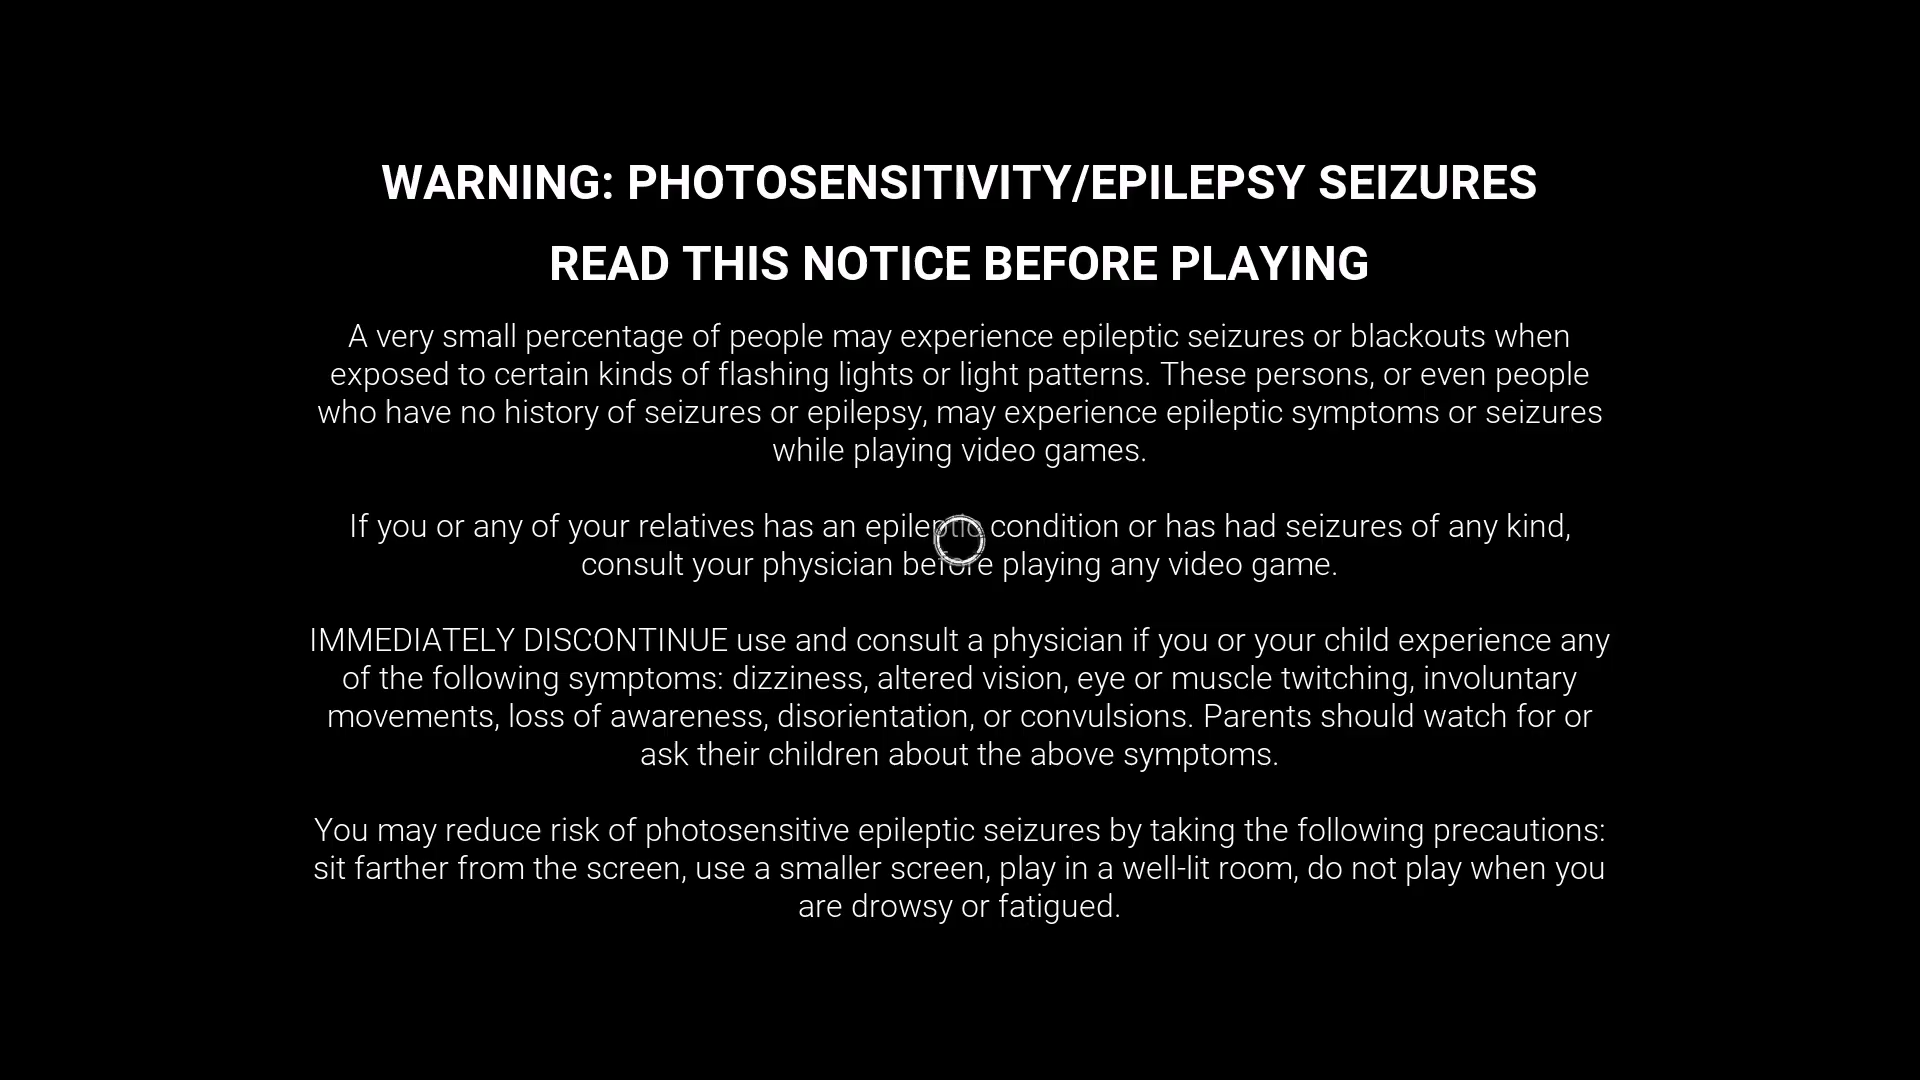 WARNING: PHOTOSENSITIVITY/EPILEPSY SEIZURES
READ THIS NOTICE BEFORE PLAYING
A very small percentage of people may experience epileptic seizures or blackouts when
exposed to certain kinds of flashing lights or light patterns. These persons, or even people
who have no history of seizures or epilepsy, may experience epileptic symptoms or seizures
while playing video games.
If you or any of your relatives has an epileptic condition or has had seizures of any kind,
consult your physician before playing any video game.
IMMEDIATELY DISCONTINUE use and consult a physician if you or your child experience any
of the following symptoms: dizziness, altered vision, eye or muscle twitching, involuntary
movements, loss of awareness, disorientation, or convulsions. Parents should watch for or
ask their children about the above symptoms.
You may reduce risk of photosensitive epileptic seizures by taking the following precautions:
sit farther from the screen, use a smaller screen, play in a well-lit room, do not play when you
are drowsy or fatigued.